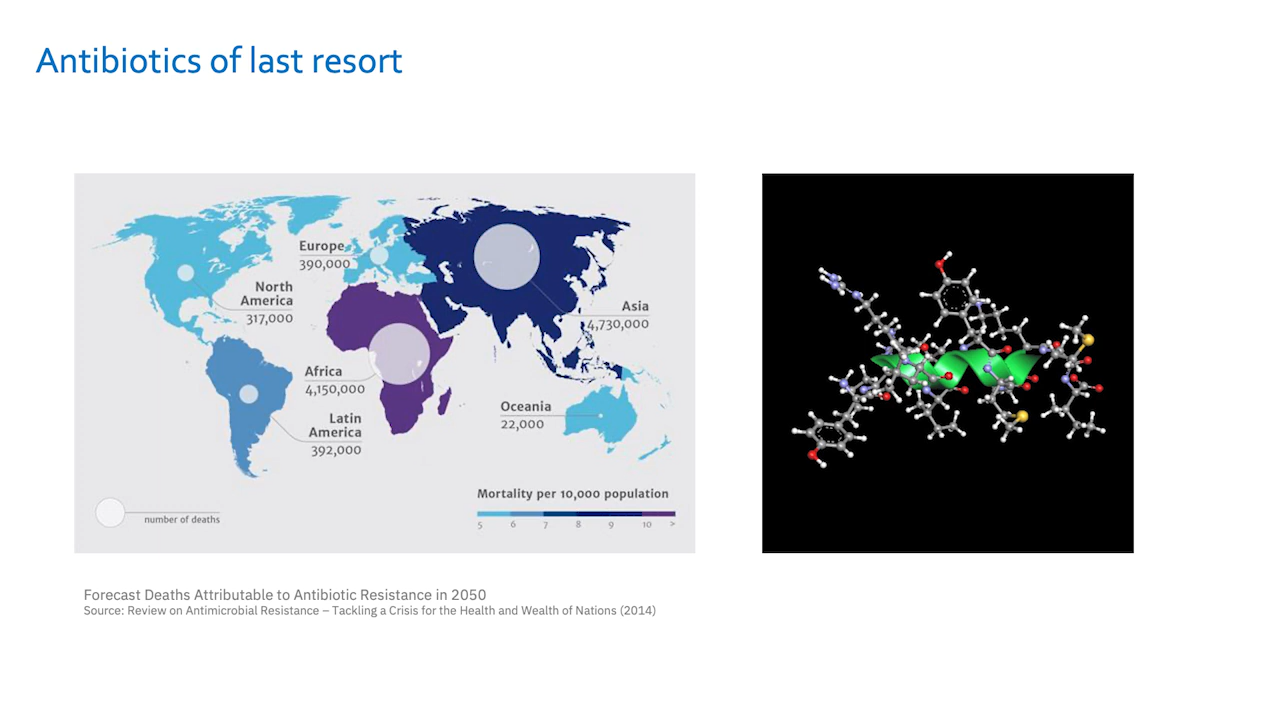 Antibiotics of last resort
Europe
390,000
North
America
317,000
Asia
4,730,000
Africa
4,150,000
Latin
America
392,000
Oceania
22,000
number of deaths
Mortality per 10,000 population
5 6 7 8 9 10 >
Forecast Deaths Attributable to Antibiotic Resistance in 2050
Source: Review on Antimicrobial Resistance – Tackling a Crisis for the Health and Wealth of Nations (2014)